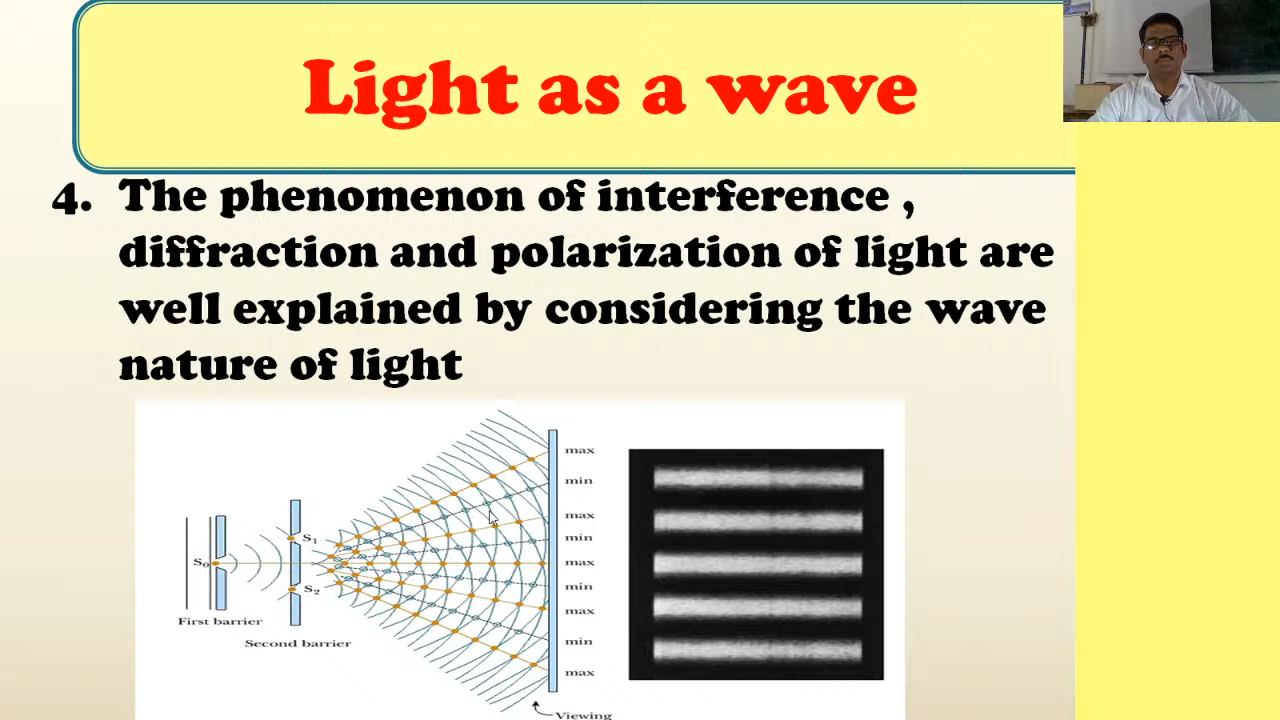 Light as a wave
4. The phenomenon of interference ,
diffraction and polarization of light are
well explained by considering the wave
nature of light
max
min
max
S1
min
S0
max
min
S2
max
First barrier
min
Second barrier
max
Viewing